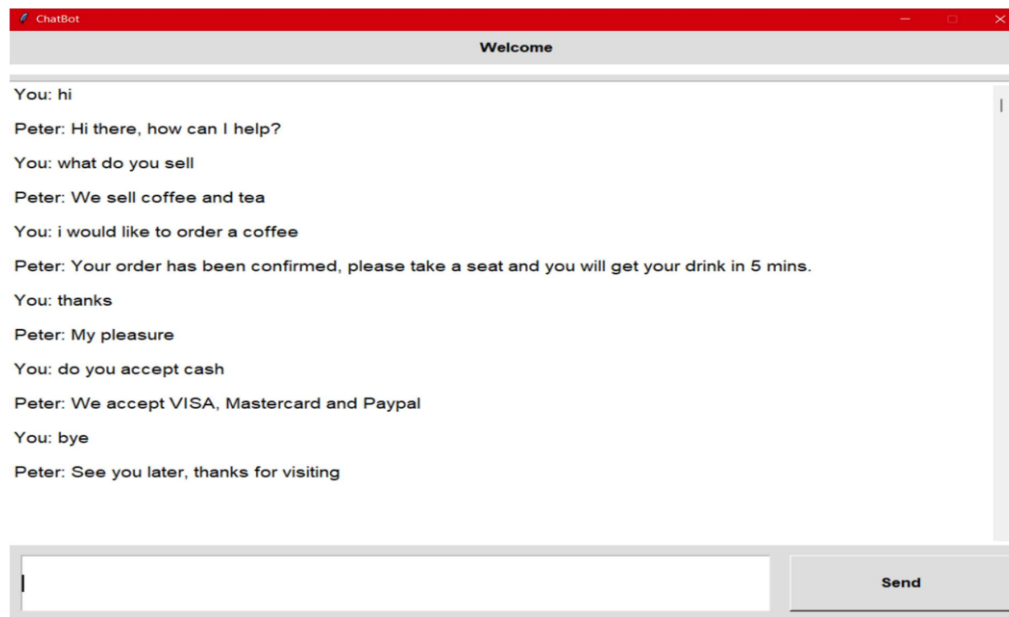 ChatBot
Welcome
You: hi
Peter: Hi there, how can I help?
You: what do you sell
Peter: We sell coffee and tea
You: i would like to order a coffee
Peter: Your order has been confirmed, please take a seat and you will get your drink in 5 mins.
You: thanks
Peter: My pleasure
You: do you accept cash
Peter: We accept VISA, Mastercard and Paypal
You: bye
Peter: See you later, thanks for visiting
Send